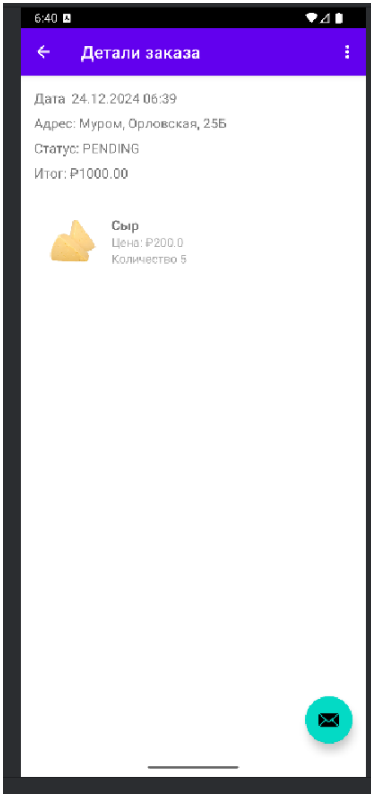 6:40
Детали заказа
Дата 24.12.2024 06:39
Адрес: Муром, Орловская, 25Б
Статус: PENDING
Итог: ₽1000.00
Сыр
Цена: ₽200.0
Количество 5